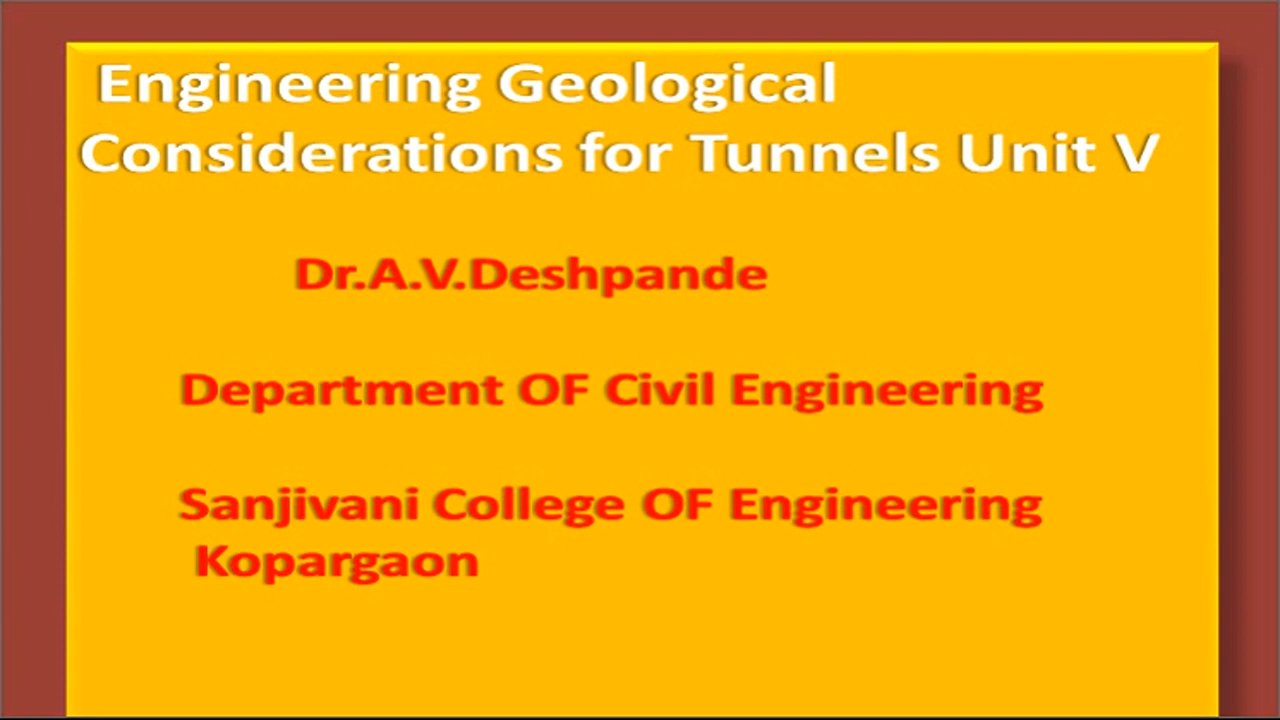 Engineering Geological
Considerations for Tunnels Unit V
Dr.A.V.Deshpande
Department OF Civil Engineering
Sanjivani College OF Engineering
Kopargaon